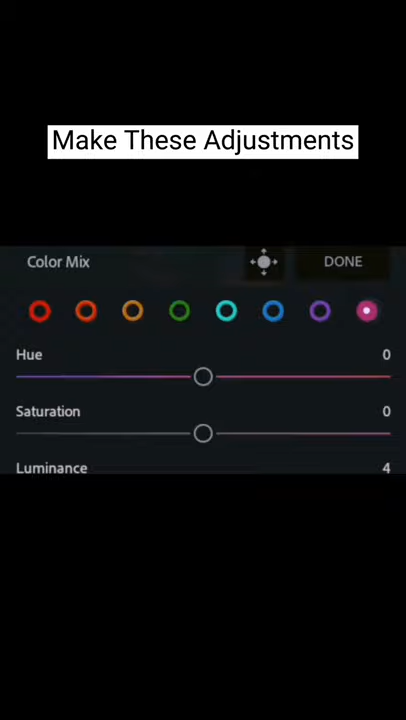 Make These Adjustments
Color Mix DONE
Hue 0
Saturation 0
Luminance 4